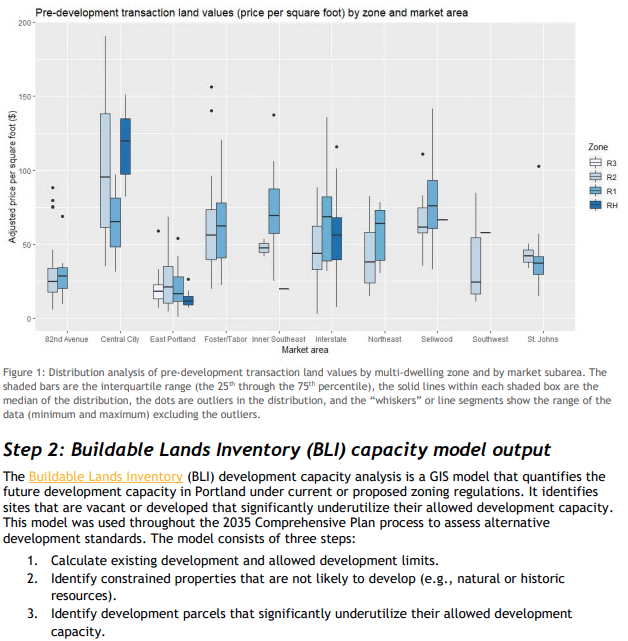 Pre-development transaction land values (price per square foot) by zone and market area
200
150
100
50
0
Adjusted price per square foot ($)
82nd Avenue
Central City
East Portland
Foster/Tabor
Inner Southeast
Interstate
Northeast
Sellwood
Southwest
St. Johns
Market area
Zone
R3
R2
R1
RH
Figure 1: Distribution analysis of pre-development transaction land values by multi-dwelling zone and by market subarea. The
shaded bars are the interquartile range (the 25th through the 75th percentile), the solid lines within each shaded box are the
median of the distribution, the dots are outliers in the distribution, and the “whiskers” or line segments show the range of the
data (minimum and maximum) excluding the outliers.
Step 2: Buildable Lands Inventory (BLI) capacity model output
The Buildable Lands Inventory (BLI) development capacity analysis is a GIS model that quantifies the
future development capacity in Portland under current or proposed zoning regulations. It identifies
sites that are vacant or developed that significantly underutilize their allowed development capacity.
This model was used throughout the 2035 Comprehensive Plan process to assess alternative
development standards. The model consists of three steps:
1. Calculate existing development and allowed development limits.
2. Identify constrained properties that are not likely to develop (e.g., natural or historic
resources).
3. Identify development parcels that significantly underutilize their allowed development
capacity.